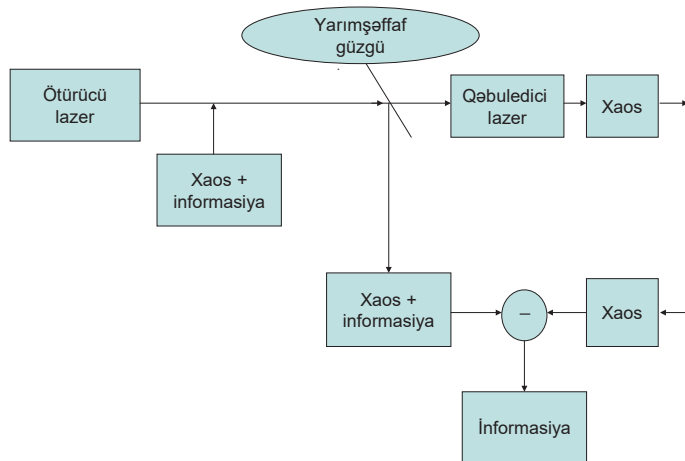 Yarımşəffaf
güzgü
Ötürücü
lazer
Qəbuledici
lazer
Xaos
Xaos +
informasiya
Xaos +
informasiya
–
Xaos
İnformasiya